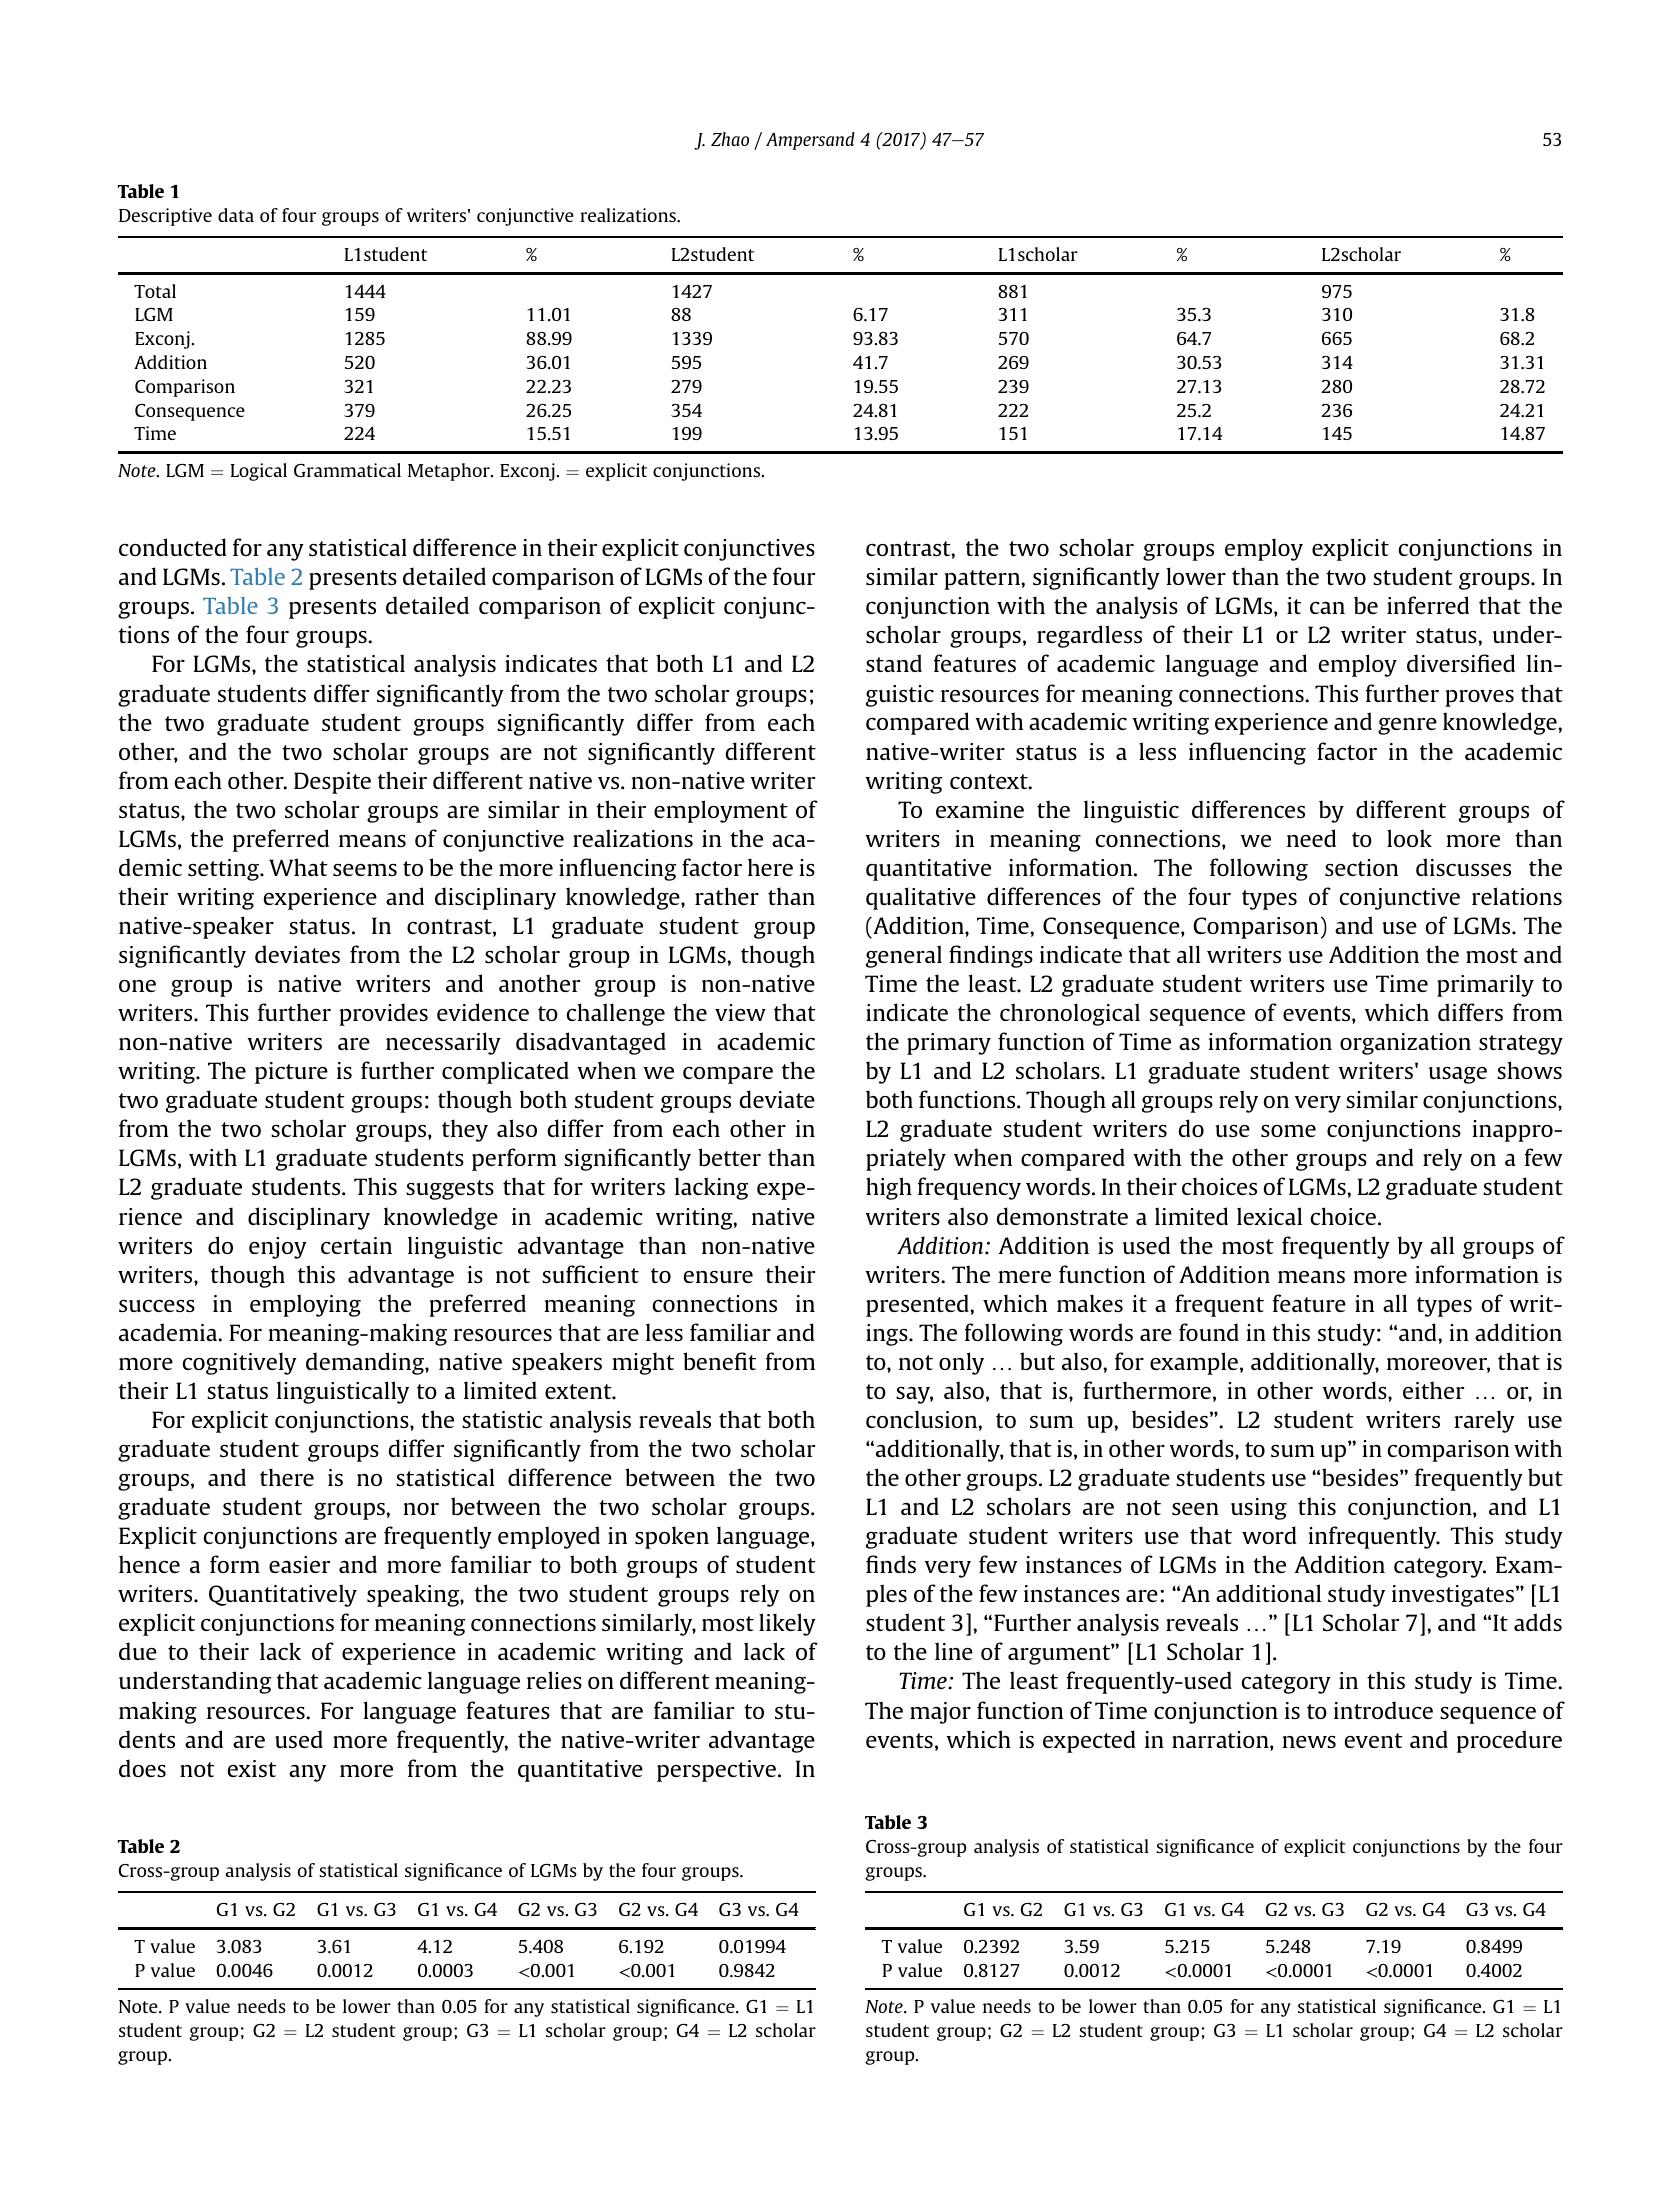 J. Zhao / Ampersand 4 (2017) 47–57
53
Table 1
Descriptive data of four groups of writers' conjunctive realizations.
L1student % L2student % L1scholar % L2scholar %
Total 1444 1427 881 975
LGM 159 11.01 88 6.17 311 35.3 310 31.8
Exconj. 1285 88.99 1339 93.83 570 64.7 665 68.2
Addition 520 36.01 595 41.7 269 30.53 314 31.31
Comparison 321 22.23 279 19.55 239 27.13 280 28.72
Consequence 379 26.25 354 24.81 222 25.2 236 24.21
Time 224 15.51 199 13.95 151 17.14 145 14.87
Note. LGM = Logical Grammatical Metaphor. Exconj. = explicit conjunctions.
conducted for any statistical difference in their explicit conjunctives
and LGMs. Table 2 presents detailed comparison of LGMs of the four
groups. Table 3 presents detailed comparison of explicit conjunc-
tions of the four groups.
For LGMs, the statistical analysis indicates that both L1 and L2
graduate students differ significantly from the two scholar groups;
the two graduate student groups significantly differ from each
other, and the two scholar groups are not significantly different
from each other. Despite their different native vs. non-native writer
status, the two scholar groups are similar in their employment of
LGMs, the preferred means of conjunctive realizations in the aca-
demic setting. What seems to be the more influencing factor here is
their writing experience and disciplinary knowledge, rather than
native-speaker status. In contrast, L1 graduate student group
significantly deviates from the L2 scholar group in LGMs, though
one group is native writers and another group is non-native
writers. This further provides evidence to challenge the view that
non-native writers are necessarily disadvantaged in academic
writing. The picture is further complicated when we compare the
two graduate student groups: though both student groups deviate
from the two scholar groups, they also differ from each other in
LGMs, with L1 graduate students perform significantly better than
L2 graduate students. This suggests that for writers lacking expe-
rience and disciplinary knowledge in academic writing, native
writers do enjoy certain linguistic advantage than non-native
writers, though this advantage is not sufficient to ensure their
success in employing the preferred meaning connections in
academia. For meaning-making resources that are less familiar and
more cognitively demanding, native speakers might benefit from
their L1 status linguistically to a limited extent.
For explicit conjunctions, the statistic analysis reveals that both
graduate student groups differ significantly from the two scholar
groups, and there is no statistical difference between the two
graduate student groups, nor between the two scholar groups.
Explicit conjunctions are frequently employed in spoken language,
hence a form easier and more familiar to both groups of student
writers. Quantitatively speaking, the two student groups rely on
explicit conjunctions for meaning connections similarly, most likely
due to their lack of experience in academic writing and lack of
understanding that academic language relies on different meaning-
making resources. For language features that are familiar to stu-
dents and are used more frequently, the native-writer advantage
does not exist any more from the quantitative perspective. In
contrast, the two scholar groups employ explicit conjunctions in
similar pattern, significantly lower than the two student groups. In
conjunction with the analysis of LGMs, it can be inferred that the
scholar groups, regardless of their L1 or L2 writer status, under-
stand features of academic language and employ diversified lin-
guistic resources for meaning connections. This further proves that
compared with academic writing experience and genre knowledge,
native-writer status is a less influencing factor in the academic
writing context.
To examine the linguistic differences by different groups of
writers in meaning connections, we need to look more than
quantitative information. The following section discusses the
qualitative differences of the four types of conjunctive relations
(Addition, Time, Consequence, Comparison) and use of LGMs. The
general findings indicate that all writers use Addition the most and
Time the least. L2 graduate student writers use Time primarily to
indicate the chronological sequence of events, which differs from
the primary function of Time as information organization strategy
by L1 and L2 scholars. L1 graduate student writers' usage shows
both functions. Though all groups rely on very similar conjunctions,
L2 graduate student writers do use some conjunctions inappro-
priately when compared with the other groups and rely on a few
high frequency words. In their choices of LGMs, L2 graduate student
writers also demonstrate a limited lexical choice.
Addition: Addition is used the most frequently by all groups of
writers. The mere function of Addition means more information is
presented, which makes it a frequent feature in all types of writ-
ings. The following words are found in this study: “and, in addition
to, not only … but also, for example, additionally, moreover, that is
to say, also, that is, furthermore, in other words, either … or, in
conclusion, to sum up, besides”. L2 student writers rarely use
“additionally, that is, in other words, to sum up” in comparison with
the other groups. L2 graduate students use “besides” frequently but
L1 and L2 scholars are not seen using this conjunction, and L1
graduate student writers use that word infrequently. This study
finds very few instances of LGMs in the Addition category. Exam-
ples of the few instances are: “An additional study investigates” [L1
student 3], “Further analysis reveals …” [L1 Scholar 7], and “It adds
to the line of argument” [L1 Scholar 1].
Time: The least frequently-used category in this study is Time.
The major function of Time conjunction is to introduce sequence of
events, which is expected in narration, news event and procedure
Table 2
Cross-group analysis of statistical significance of LGMs by the four groups.
G1 vs. G2 G1 vs. G3 G1 vs. G4 G2 vs. G3 G2 vs. G4 G3 vs. G4
T value 3.083 3.61 4.12 5.408 6.192 0.01994
P value 0.0046 0.0012 0.0003 <0.001 <0.001 0.9842
Note. P value needs to be lower than 0.05 for any statistical significance. G1 = L1
student group; G2 = L2 student group; G3 = L1 scholar group; G4 = L2 scholar
group.
Table 3
Cross-group analysis of statistical significance of explicit conjunctions by the four
groups.
G1 vs. G2 G1 vs. G3 G1 vs. G4 G2 vs. G3 G2 vs. G4 G3 vs. G4
T value 0.2392 3.59 5.215 5.248 7.19 0.8499
P value 0.8127 0.0012 <0.0001 <0.0001 <0.0001 0.4002
Note. P value needs to be lower than 0.05 for any statistical significance. G1 = L1
student group; G2 = L2 student group; G3 = L1 scholar group; G4 = L2 scholar
group.